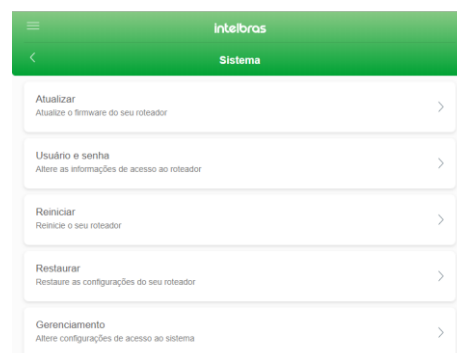 intelbras
Sistema
Atualizar
Atualize o firmware do seu roteador
Usuário e senha
Altere as informações de acesso ao roteador
Reiniciar
Reinicie o seu roteador
Restaurar
Restaure as configurações do seu roteador
Gerenciamento
Altere configurações de acesso ao sistema